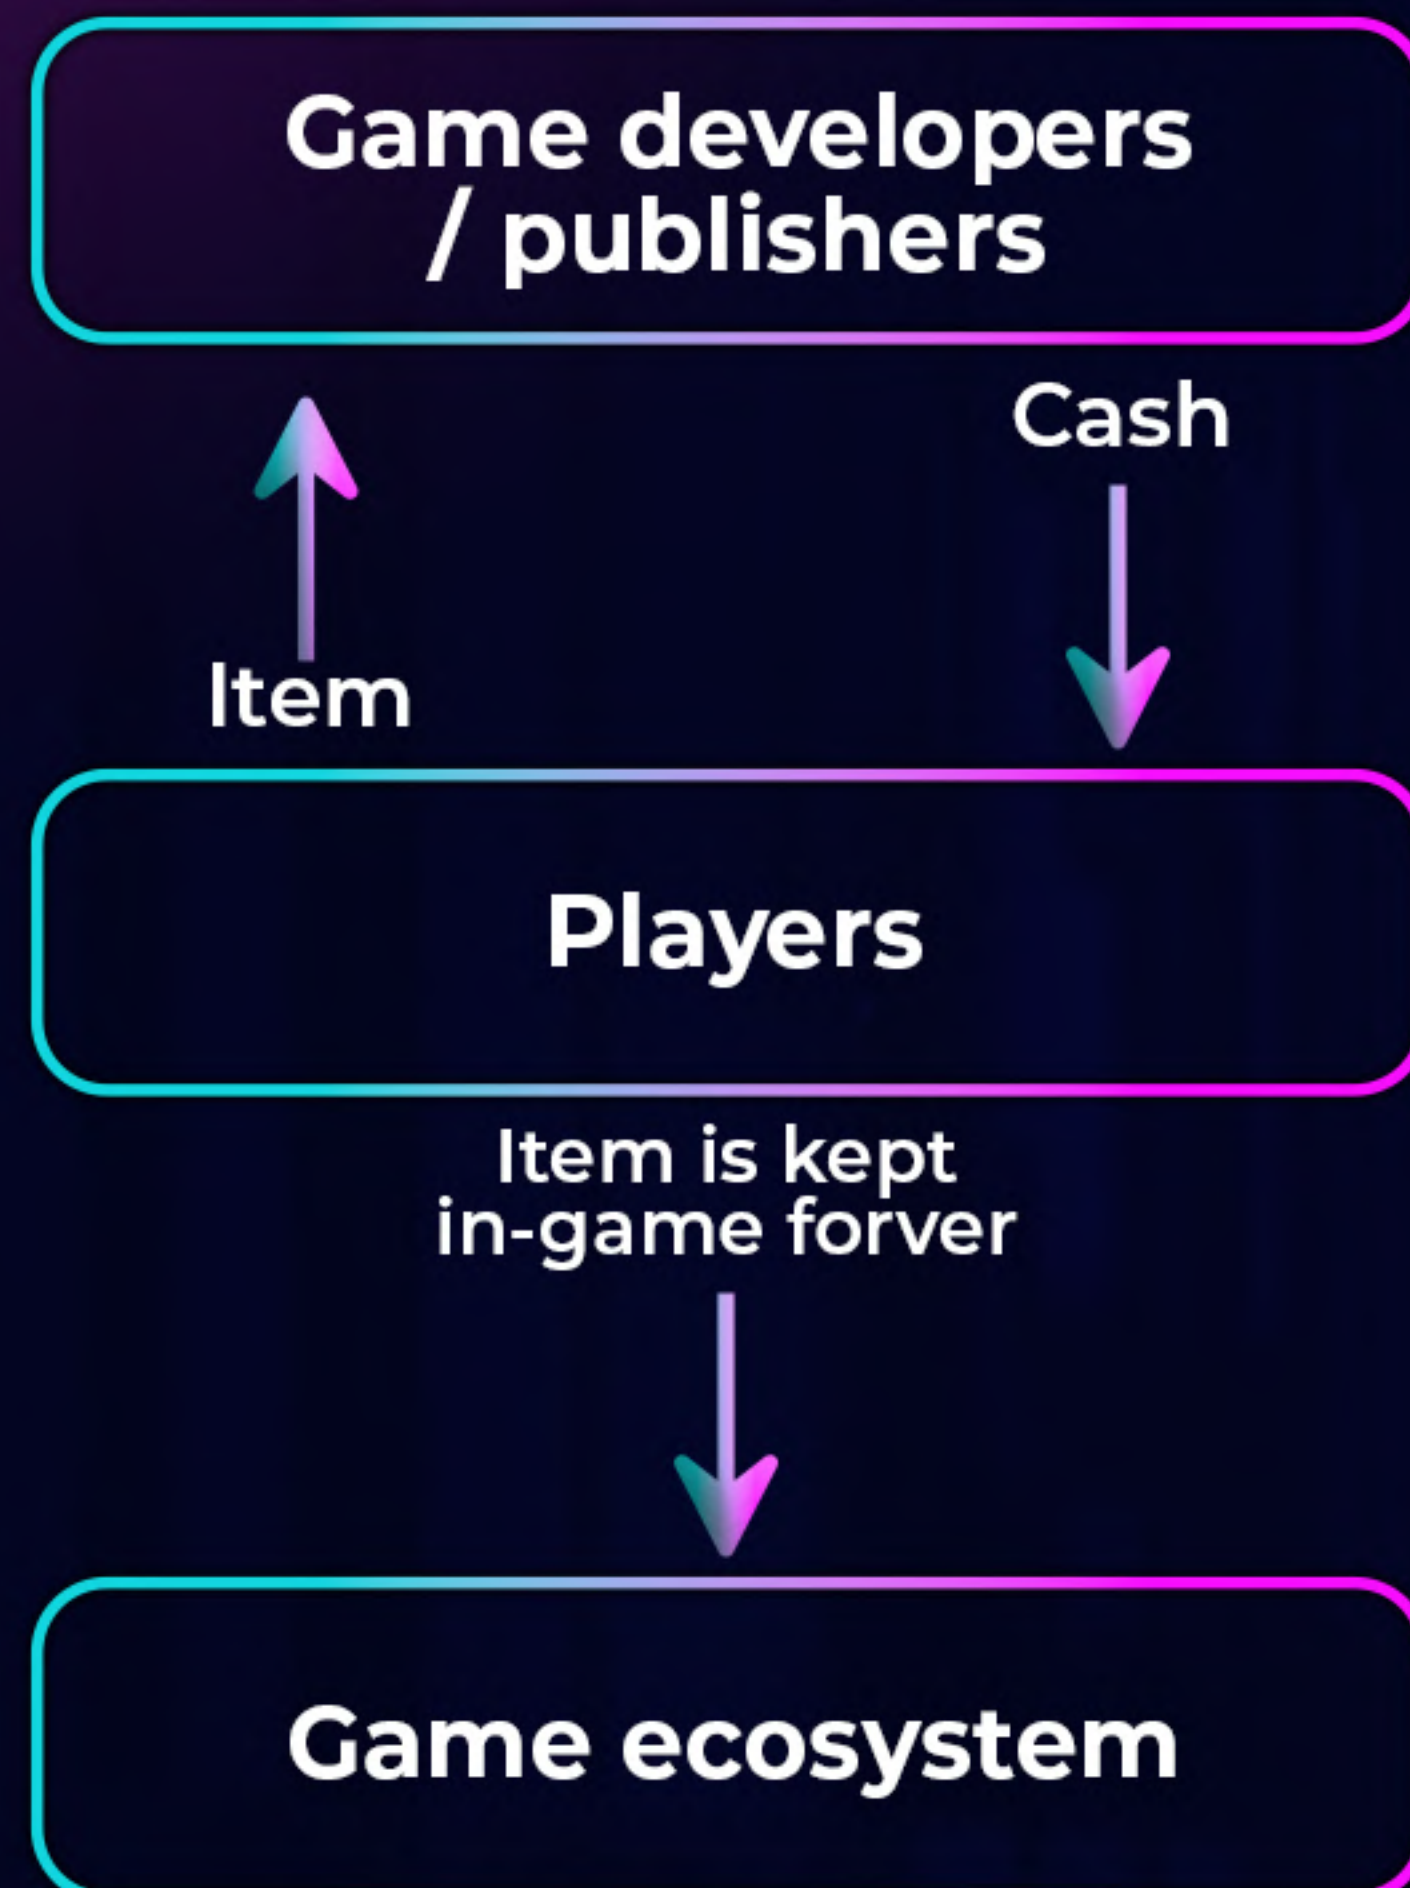 Game developers
/ publishers
Cash
Item
Players
Item is kept
in-game forver
Game ecosystem